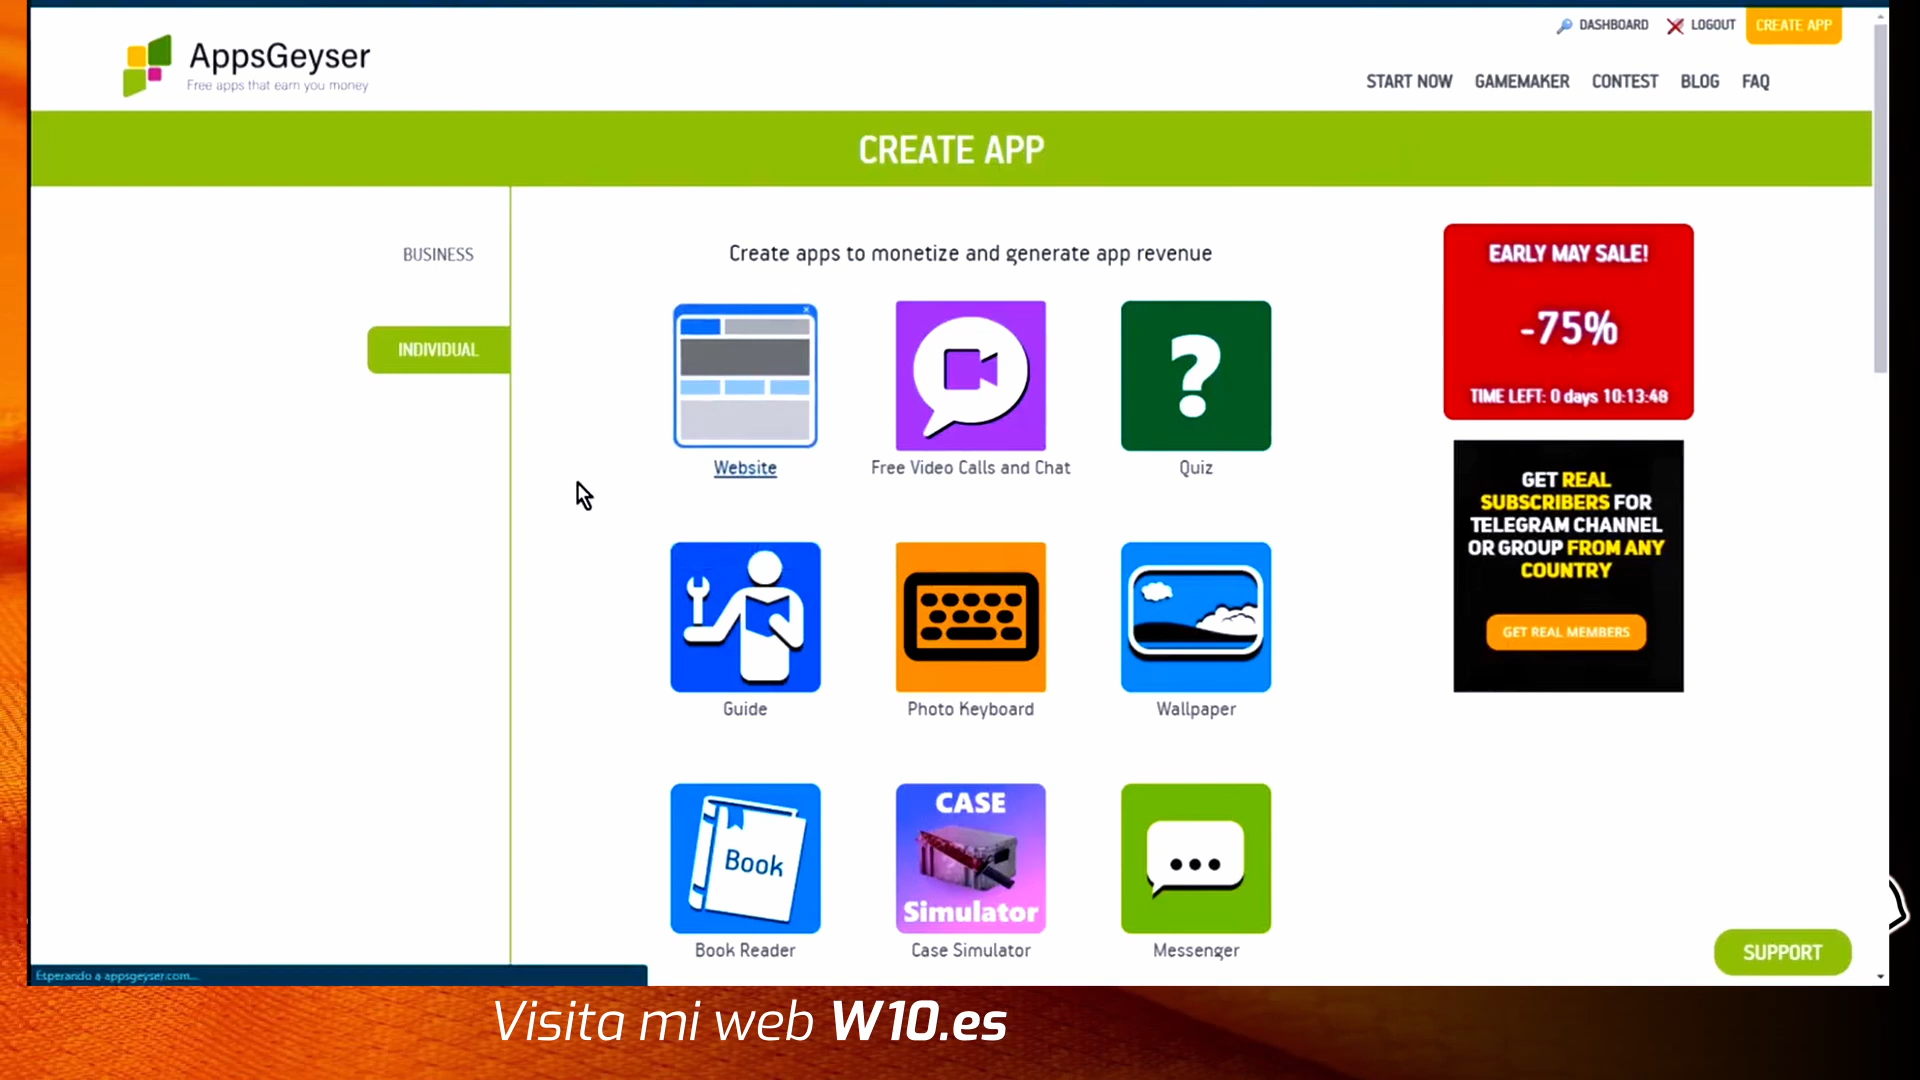 DASHBOARD
LOGOUT
CREATE APP
AppsGeyser
Free apps that earn you money
START NOW
GAMEMAKER
CONTEST
BLOG
FAQ
CREATE APP
BUSINESS
INDIVIDUAL
Create apps to monetize and generate app revenue
Website
Free Video Calls and Chat
Quiz
Guide
Photo Keyboard
Wallpaper
Book
Book Reader
CASE
Simulator
Case Simulator
Messenger
EARLY MAY SALE!
-75%
TIME LEFT: 0 days 10:13:48
GET REAL
SUBSCRIBERS FOR
TELEGRAM CHANNEL
OR GROUP FROM ANY
COUNTRY
GET REAL MEMBERS
SUPPORT
Esperando a appsgeyser.com...
Visita mi web W10.es